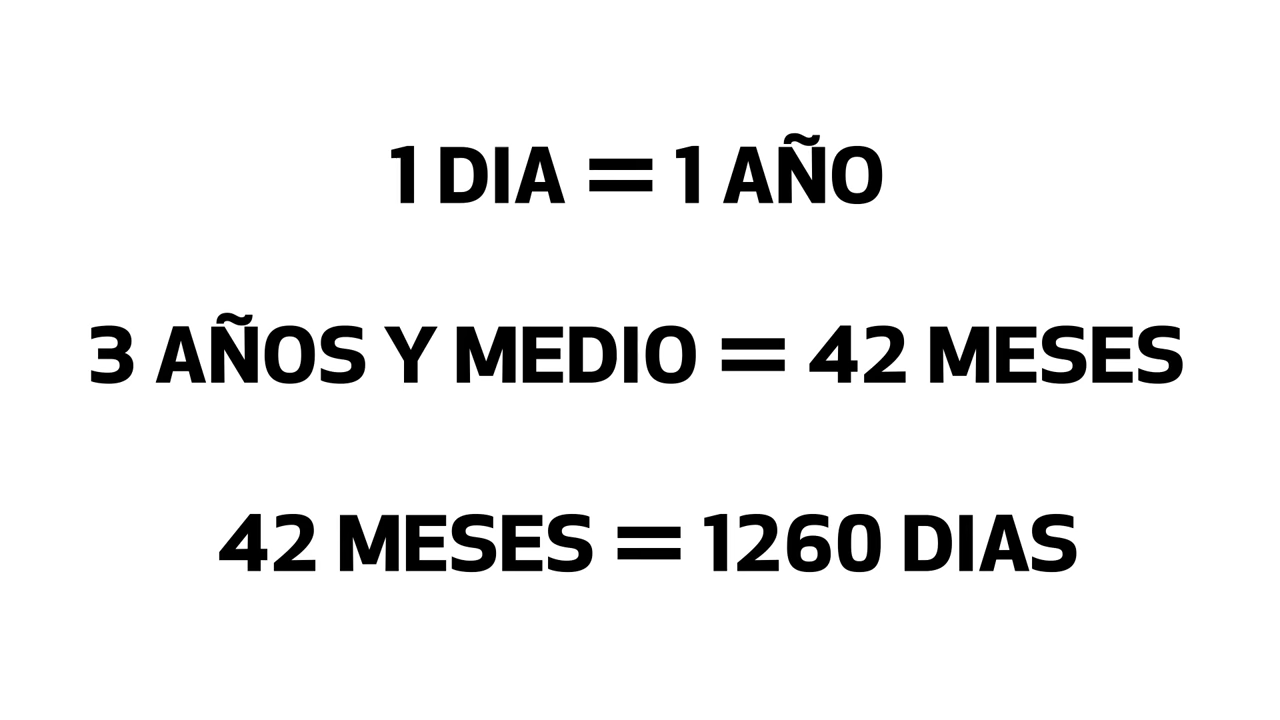 1 DIA = 1 AÑO
3 AÑOS Y MEDIO = 42 MESES
42 MESES = 1260 DIAS